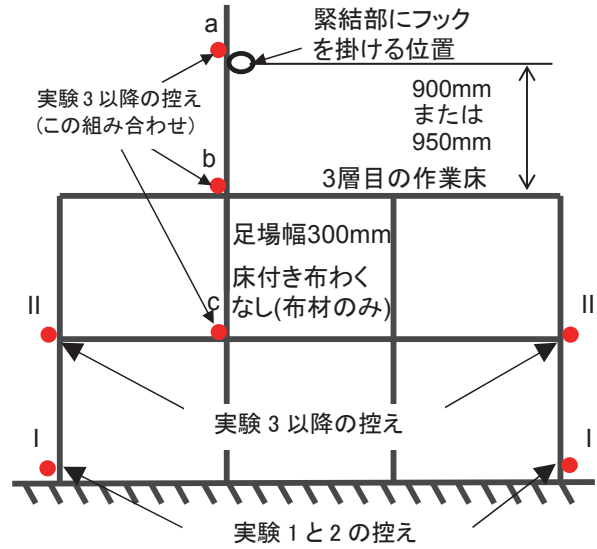 a
緊結部にフック
を掛ける位置
実験3以降の控え
(この組み合わせ)
900mm
または
950mm
b
3層目の作業床
足場幅300mm
床付き布わく
なし(布材のみ)
c
II
II
実験3以降の控え
I
I
実験1と2の控え